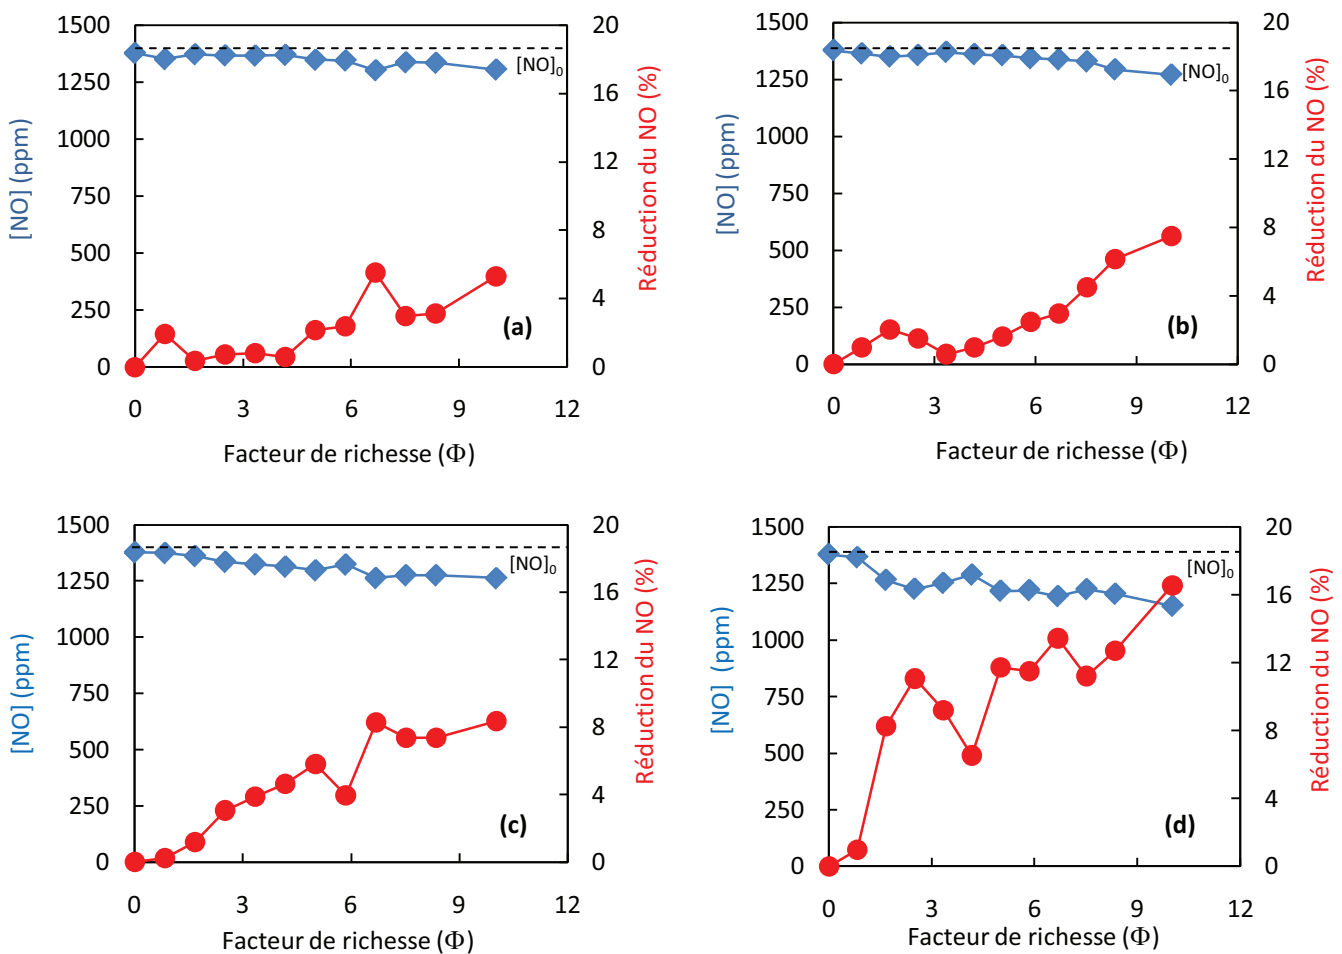 1500
1250
1000
750
500
250
0
[NO] (ppm)
20
16
12
8
4
0
Réduction du NO (%)
[NO]0
(a)
0 3 6 9 12
Facteur de richesse (Φ)
1500
1250
1000
750
500
250
0
[NO] (ppm)
20
16
12
8
4
0
Réduction du NO (%)
[NO]0
(b)
0 3 6 9 12
Facteur de richesse (Φ)
1500
1250
1000
750
500
250
0
[NO] (ppm)
20
16
12
8
4
0
Réduction du NO (%)
[NO]0
(c)
0 3 6 9 12
Facteur de richesse (Φ)
1500
1250
1000
750
500
250
0
[NO] (ppm)
20
16
12
8
4
0
Réduction du NO (%)
[NO]0
(d)
0 3 6 9 12
Facteur de richesse (Φ)